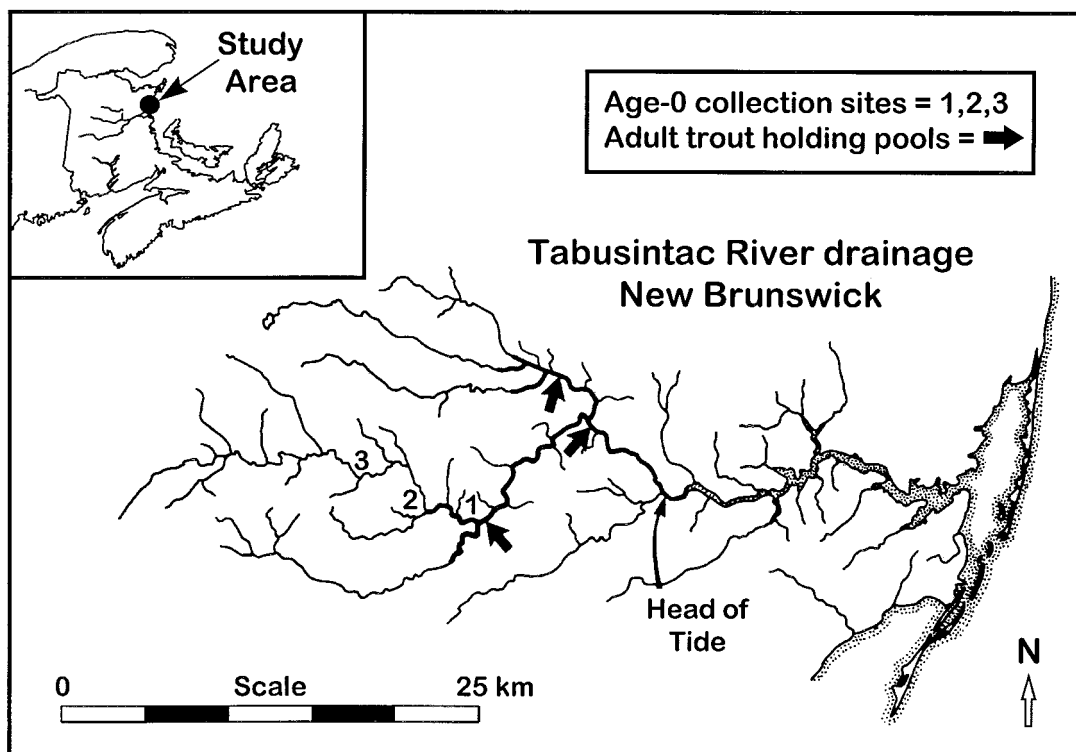 Study
Area
Age-0 collection sites = 1,2,3
Adult trout holding pools =
Tabusintac River drainage
New Brunswick
3
2
1
Head of
Tide
0 Scale 25 km
N